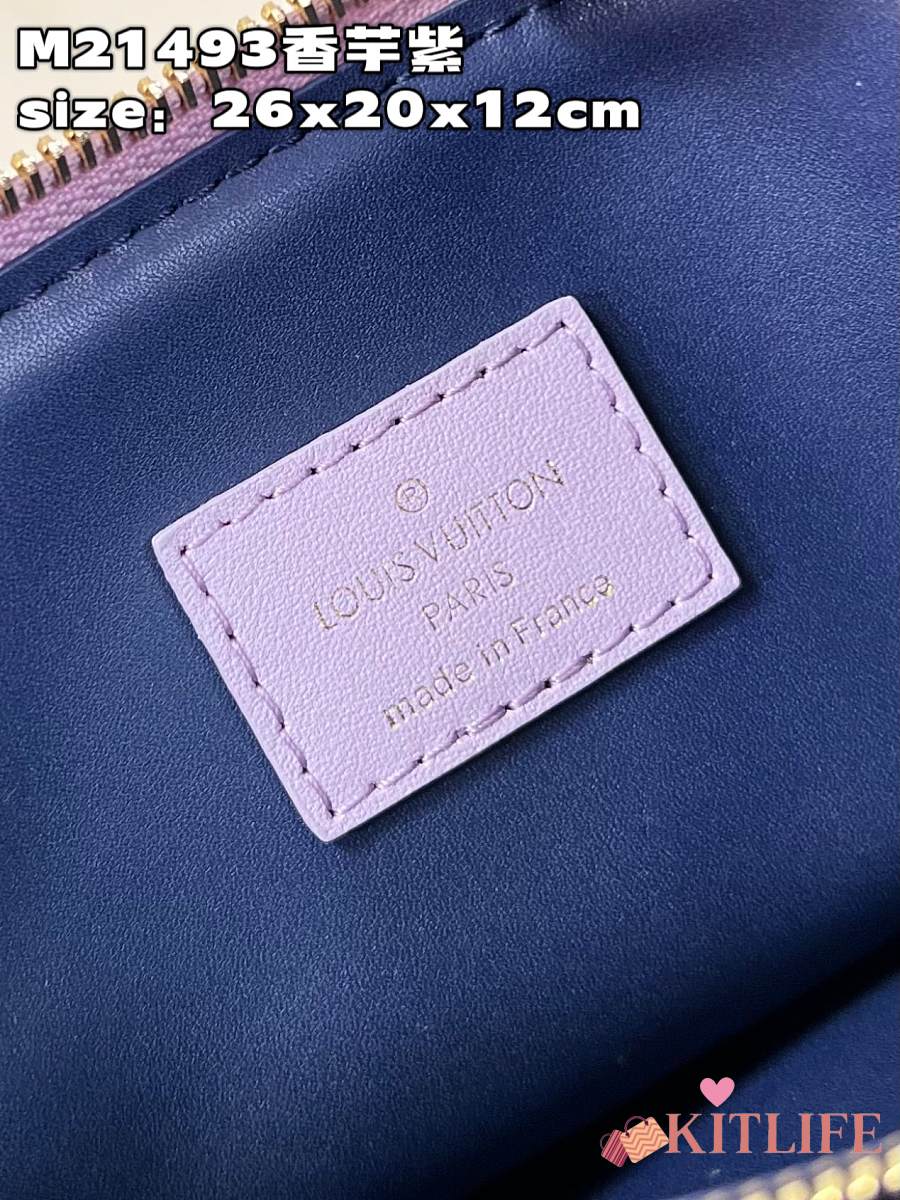 M21493香芋紫
size：26x20x12cm
®
LOUIS VUITTON
PARIS
made in France
KITLIFE